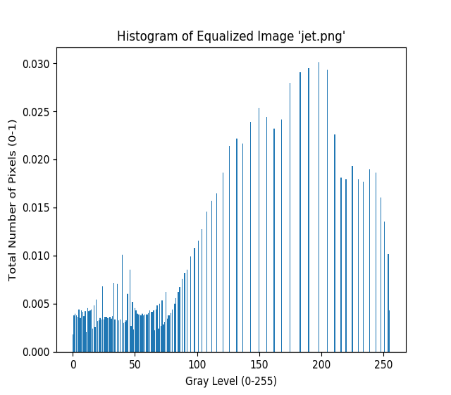 Histogram of Equalized Image 'jet.png'
Total Number of Pixels (0-1)
0.030
0.025
0.020
0.015
0.010
0.005
0.000
0 50 100 150 200 250
Gray Level (0-255)